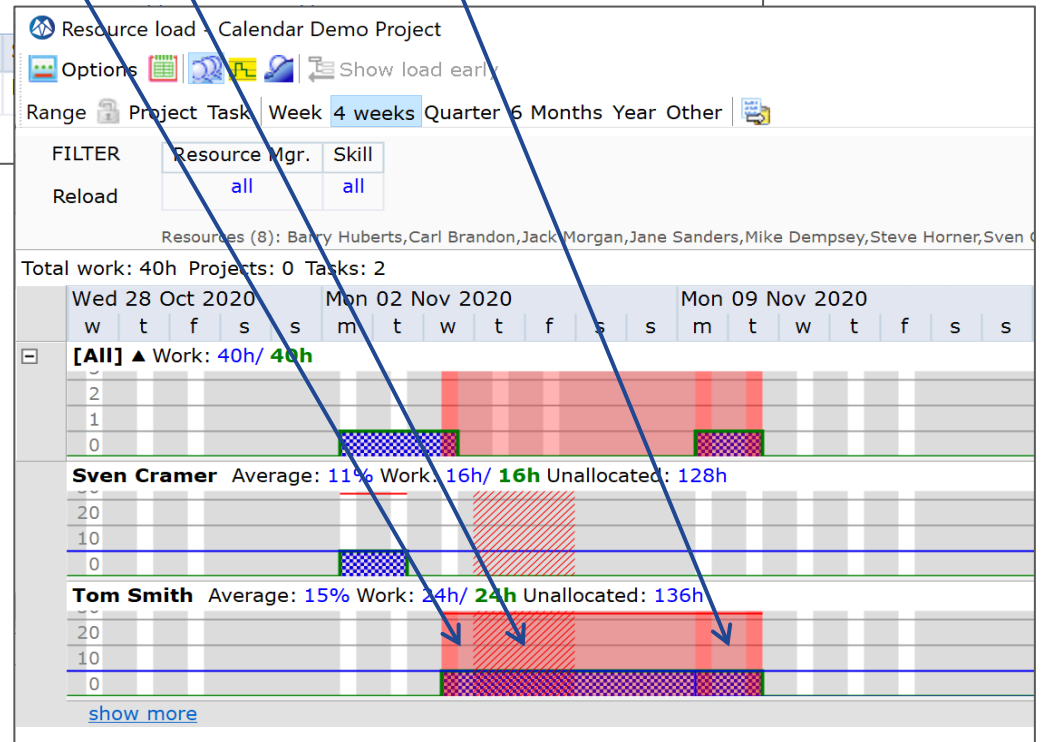 Resource load - Calendar Demo Project
Options Show load early
Range Project Task Week 4 weeks Quarter 6 Months Year Other
FILTER Resource Mgr. Skill
Reload all all
Resources (8): Barry Huberts,Carl Brandon,Jack Morgan,Jane Sanders,Mike Dempsey,Steve Horner,Sven
Total work: 40h Projects: 0 Tasks: 2
Wed 28 Oct 2020 Mon 02 Nov 2020 Mon 09 Nov 2020
w t f s s m t w t f s s m t w t f s s
[All] ▲ Work: 40h/ 40h
2
1
0
Sven Cramer Average: 11% Work: 16h/ 16h Unallocated: 128h
20
10
0
Tom Smith Average: 15% Work: 24h/ 24h Unallocated: 136h
20
10
0
show more